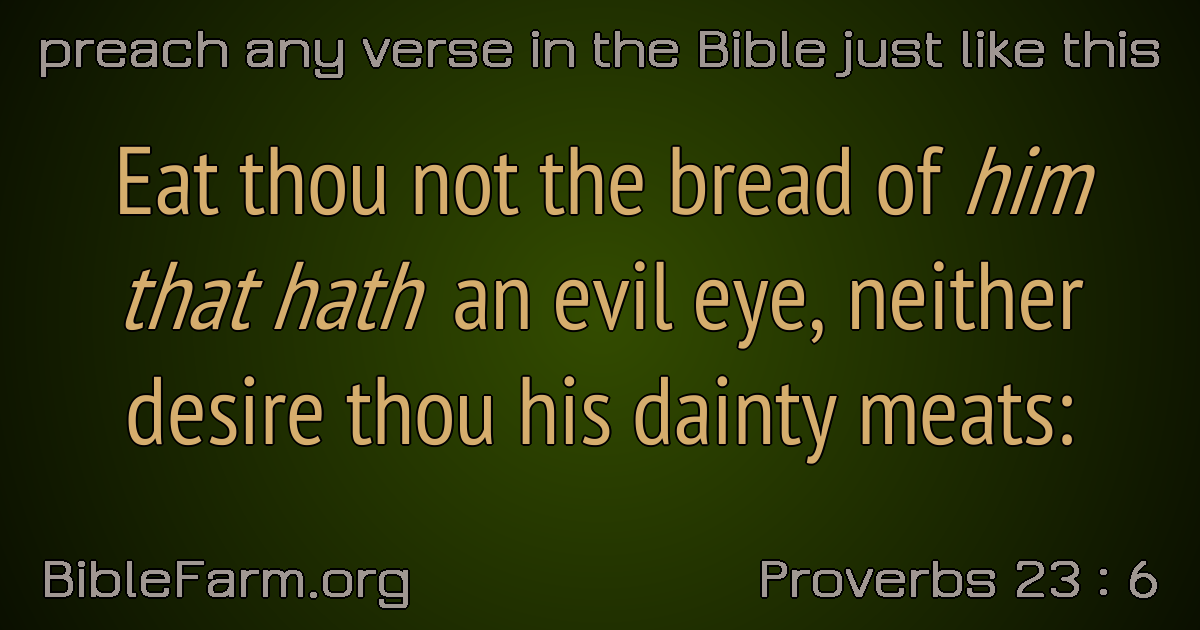 preach any verse in the Bible just like this
Eat thou not the bread of him
that hath an evil eye, neither
desire thou his dainty meats:
BibleFarm.org
Proverbs 23 : 6